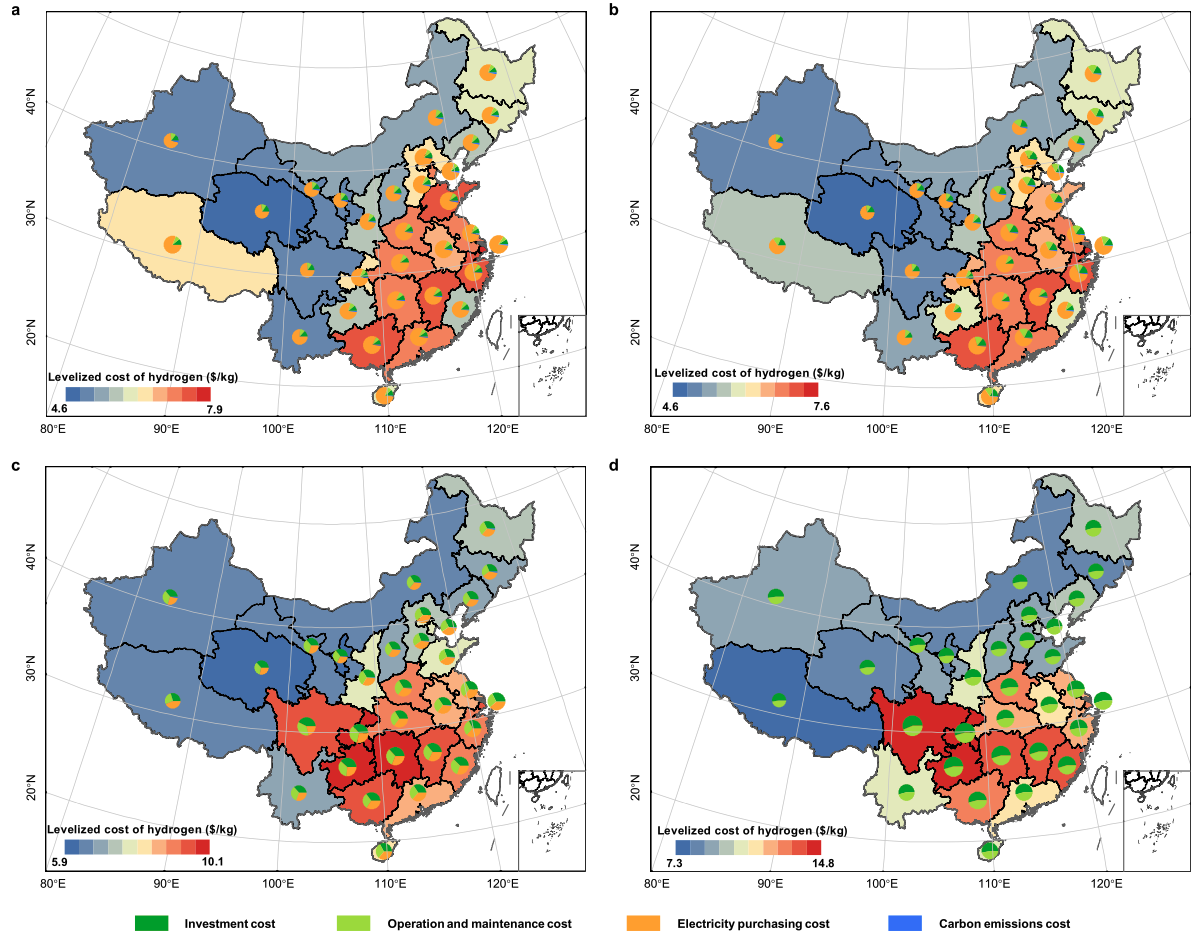 a
b
40°N
30°N
20°N
40°N
30°N
20°N
Levelized cost of hydrogen ($/kg)
4.6
7.9
Levelized cost of hydrogen ($/kg)
4.6
7.6
80°E
90°E
100°E
110°E
120°E
80°E
90°E
100°E
110°E
120°E
c
d
40°N
30°N
20°N
40°N
30°N
20°N
Levelized cost of hydrogen ($/kg)
5.9
10.1
Levelized cost of hydrogen ($/kg)
7.3
14.8
80°E
90°E
100°E
110°E
120°E
80°E
90°E
100°E
110°E
120°E
Investment cost
Operation and maintenance cost
Electricity purchasing cost
Carbon emissions cost